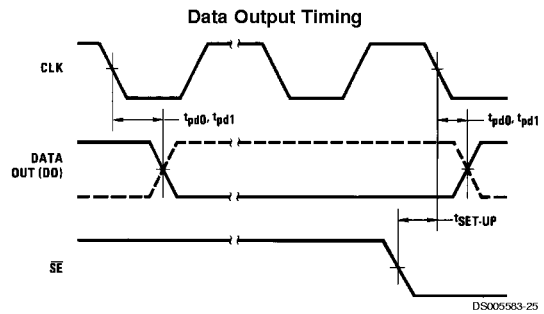 Data Output Timing
CLK
tpd0, tpd1
tpd0, tpd1
DATA
OUT (DO)
tSET-UP
SE
DS005583-25